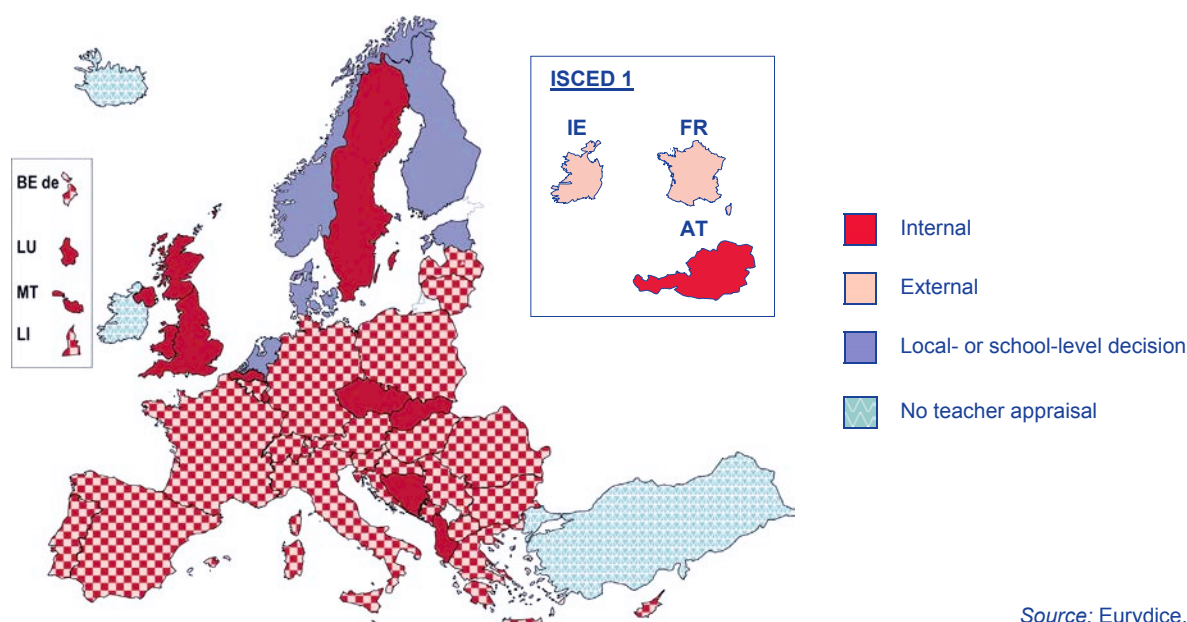 ISCED 1
IE
FR
AT
BE de
LU
MT
LI
Internal
External
Local- or school-level decision
No teacher appraisal
Source: Eurydice.